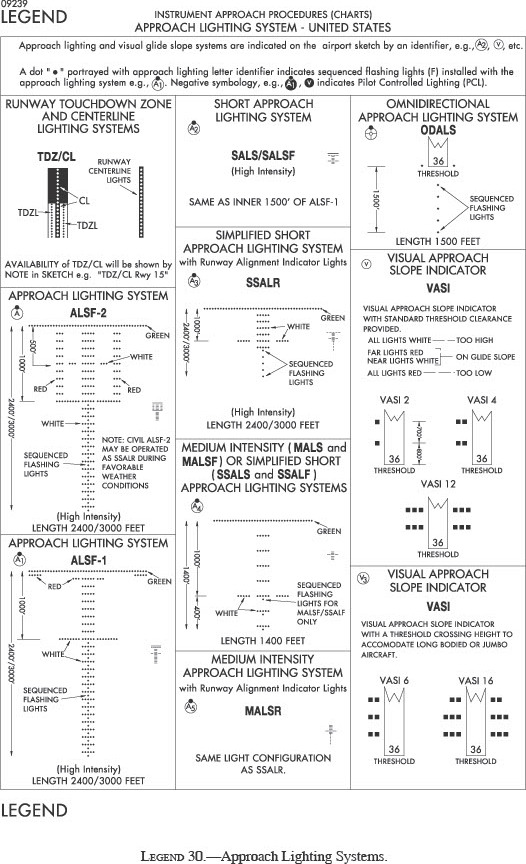 09239
LEGEND
INSTRUMENT APPROACH PROCEDURES (CHARTS)
APPROACH LIGHTING SYSTEM - UNITED STATES
Approach lighting and visual glide slope systems are indicated on the airport sketch by an identifier, e.g., A2, V, etc.
A dot " • " portrayed with approach lighting letter identifier indicates sequenced flashing lights (F) installed with the
approach lighting system e.g., A1. Negative symbology, e.g., A1, V indicates Pilot Controlled Lighting (PCL).
RUNWAY TOUCHDOWN ZONE
AND CENTERLINE
LIGHTING SYSTEMS
TDZ/CL
RUNWAY
CENTERLINE
LIGHTS
CL
TDZL
TDZL
AVAILABILITY of TDZ/CL will be shown by
NOTE in SKETCH e.g. "TDZ/CL Rwy 15"
APPROACH LIGHTING SYSTEM
A
ALSF-2
GREEN
500'
1000'
WHITE
RED
RED
2400'/3000'
WHITE
SEQUENCED
FLASHING
LIGHTS
NOTE: CIVIL ALSF-2
MAY BE OPERATED
AS SSALR DURING
FAVORABLE
WEATHER
CONDITIONS
(High Intensity)
LENGTH 2400/3000 FEET
APPROACH LIGHTING SYSTEM
A1
ALSF-1
RED
GREEN
1000'
2400'/3000'
WHITE
SEQUENCED
FLASHING
LIGHTS
(High Intensity)
LENGTH 2400/3000 FEET
SHORT APPROACH
LIGHTING SYSTEM
A2
SALS/SALSF
(High Intensity)
SAME AS INNER 1500' OF ALSF-1
SIMPLIFIED SHORT
APPROACH LIGHTING SYSTEM
with Runway Alignment Indicator Lights
A3
SSALR
GREEN
1000'
WHITE
2400'/3000'
SEQUENCED
FLASHING
LIGHTS
(High Intensity)
LENGTH 2400/3000 FEET
MEDIUM INTENSITY (MALS and
MALSF) OR SIMPLIFIED SHORT
(SSALS and SSALF)
APPROACH LIGHTING SYSTEMS
A4
GREEN
1000'
1400'
400'
WHITE
SEQUENCED
FLASHING
LIGHTS FOR
MALSF/SSALF
ONLY
LENGTH 1400 FEET
MEDIUM INTENSITY
APPROACH LIGHTING SYSTEM
with Runway Alignment Indicator Lights
A5
MALSR
SAME LIGHT CONFIGURATION
AS SSALR.
OMNIDIRECTIONAL
APPROACH LIGHTING SYSTEM
ODALS
36
THRESHOLD
1500'
SEQUENCED
FLASHING
LIGHTS
LENGTH 1500 FEET
V
VISUAL APPROACH
SLOPE INDICATOR
VASI
VISUAL APPROACH SLOPE INDICATOR
WITH STANDARD THRESHOLD CLEARANCE
PROVIDED.
ALL LIGHTS WHITE — — TOO HIGH
FAR LIGHTS RED
NEAR LIGHTS WHITE
ON GLIDE SLOPE
ALL LIGHTS RED — — TOO LOW
VASI 2
VASI 4
700'
600'
36
36
THRESHOLD
THRESHOLD
VASI 12
36
THRESHOLD
V3
VISUAL APPROACH
SLOPE INDICATOR
VASI
VISUAL APPROACH SLOPE INDICATOR
WITH A THRESHOLD CROSSING HEIGHT TO
ACCOMODATE LONG BODIED OR JUMBO
AIRCRAFT.
VASI 6
VASI 16
36
36
THRESHOLD
THRESHOLD
LEGEND
LEGEND 30.—Approach Lighting Systems.